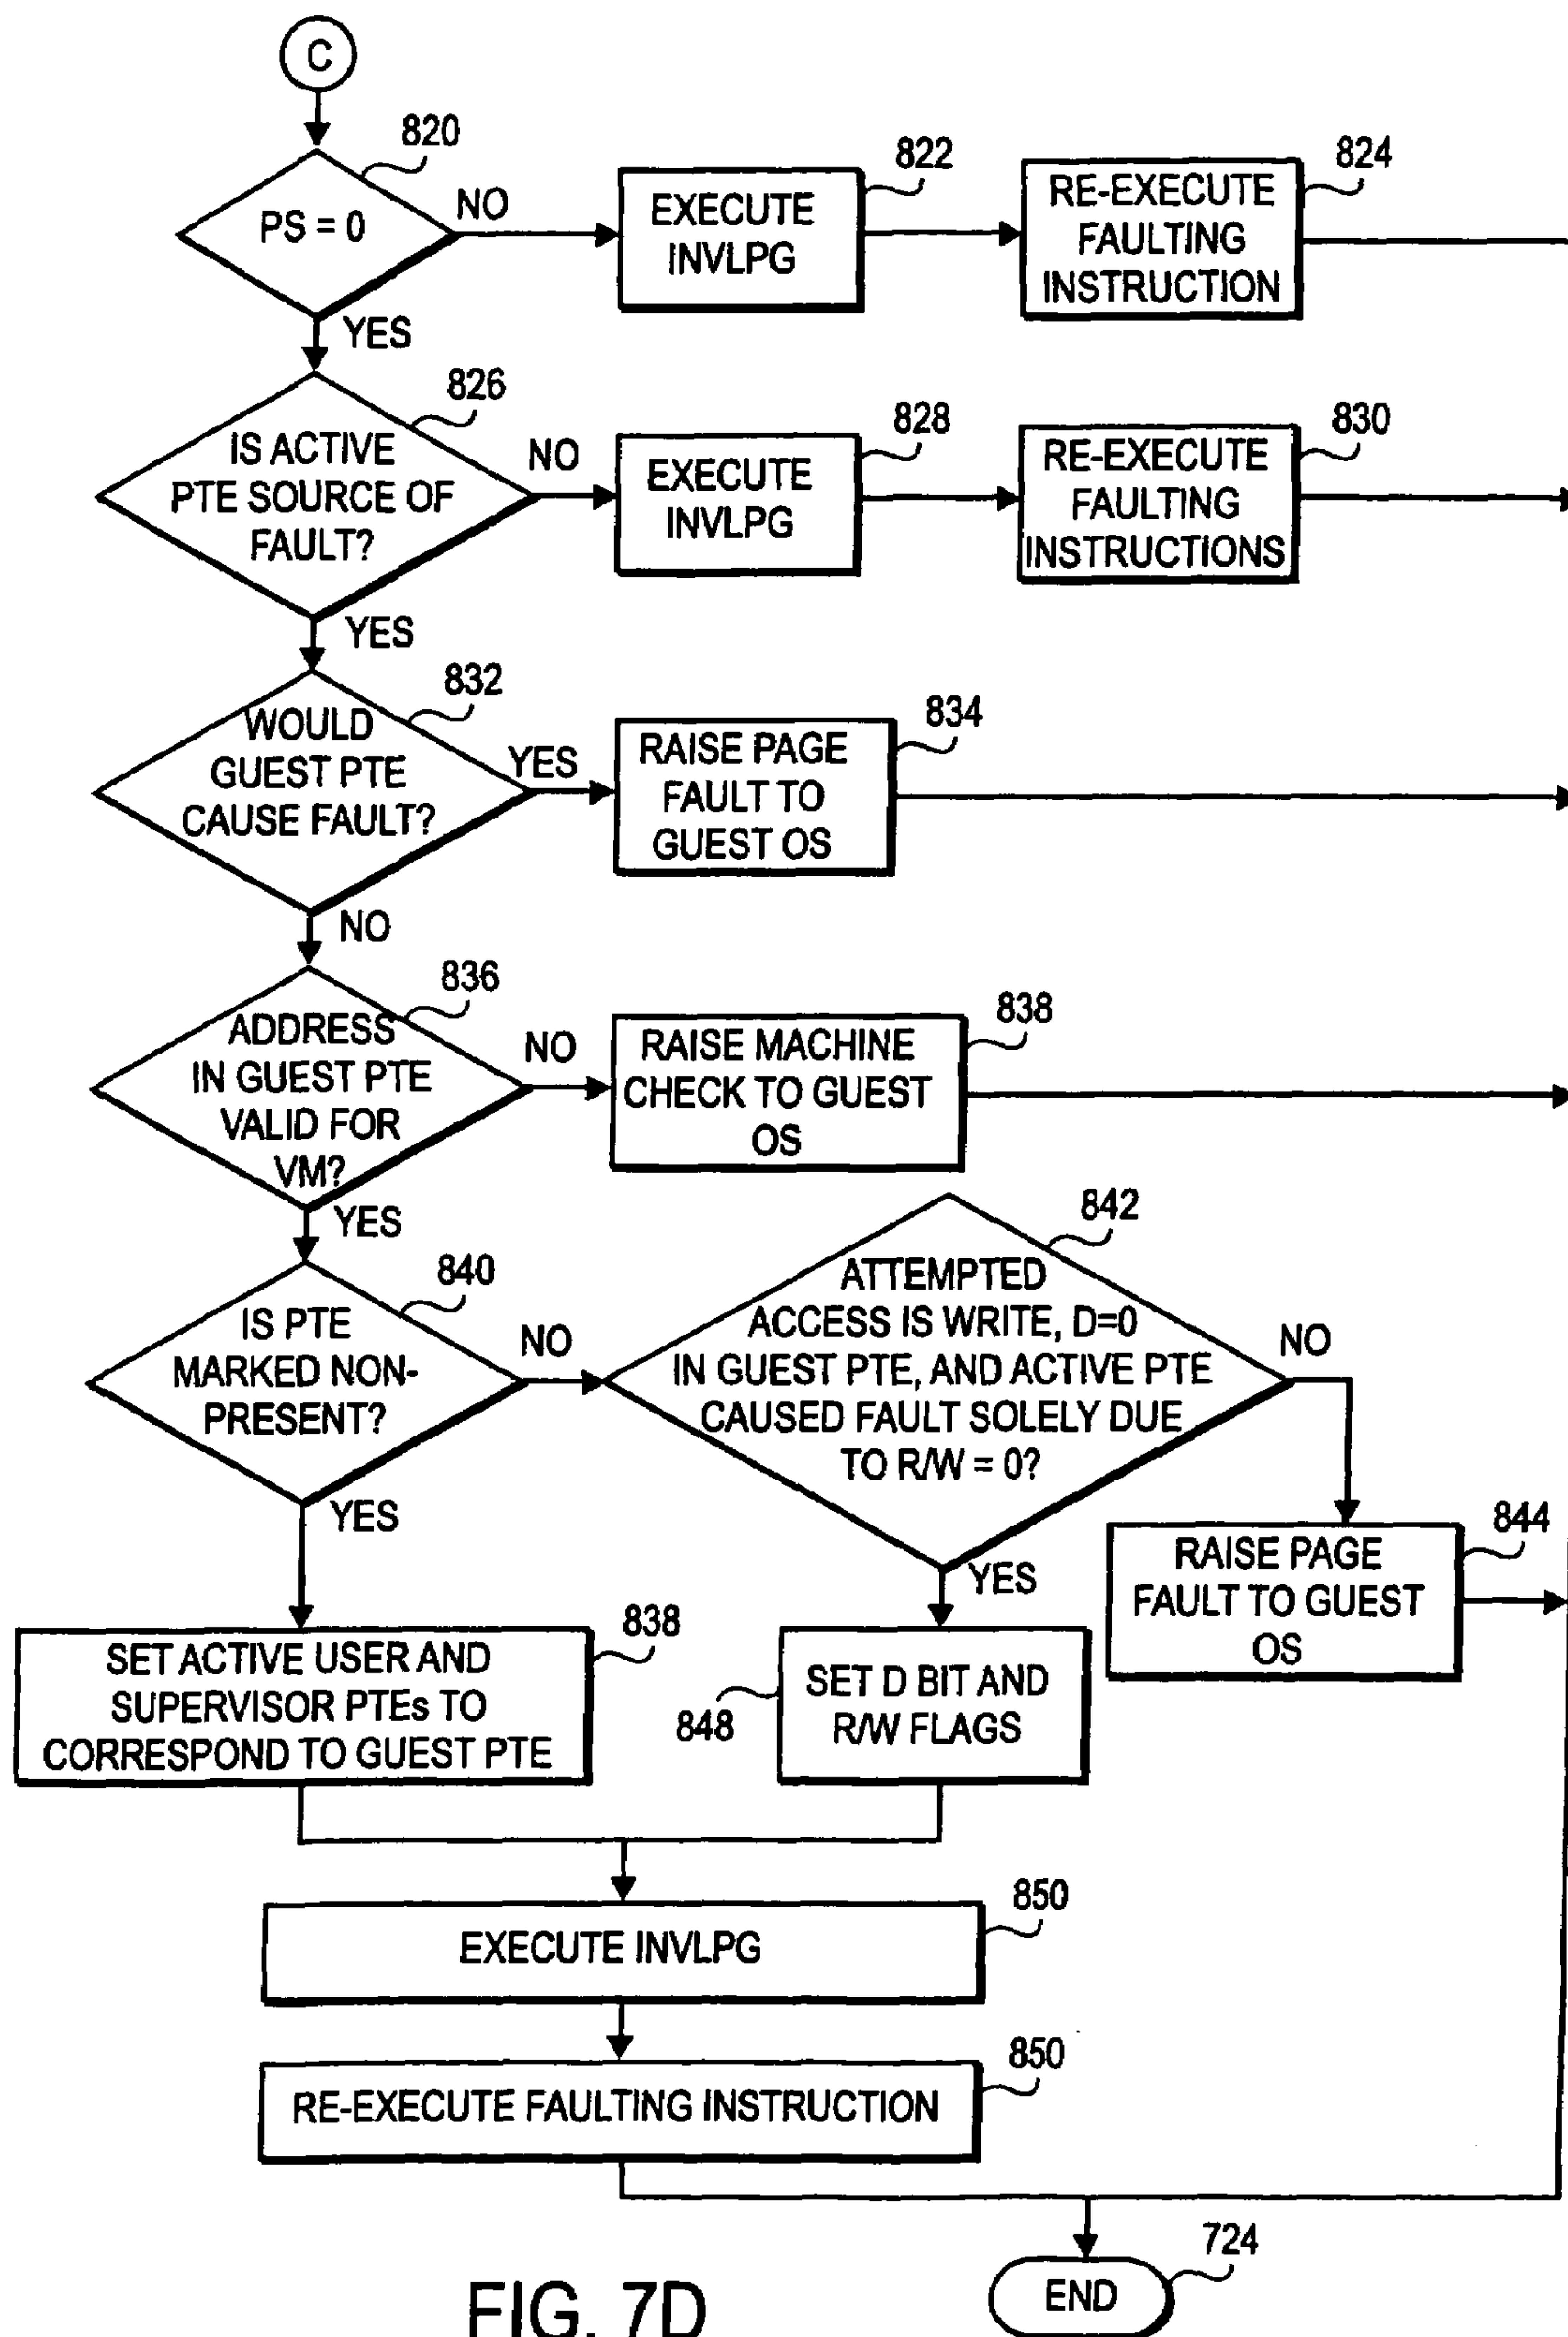 C
820
PS = 0
NO
822
EXECUTE
INVLPG
824
RE-EXECUTE
FAULTING
INSTRUCTION
YES
826
IS ACTIVE
PTE SOURCE OF
FAULT?
NO
828
EXECUTE
INVLPG
830
RE-EXECUTE
FAULTING
INSTRUCTIONS
YES
832
WOULD
GUEST PTE
CAUSE FAULT?
YES
834
RAISE PAGE
FAULT TO
GUEST OS
NO
836
ADDRESS
IN GUEST PTE
VALID FOR
VM?
NO
838
RAISE MACHINE
CHECK TO GUEST
OS
YES
840
IS PTE
MARKED NON-
PRESENT?
NO
842
ATTEMPTED
ACCESS IS WRITE, D=0
IN GUEST PTE, AND ACTIVE PTE
CAUSED FAULT SOLELY DUE
TO R/W = 0?
NO
844
RAISE PAGE
FAULT TO GUEST
OS
YES
838
SET ACTIVE USER AND
SUPERVISOR PTEs TO
CORRESPOND TO GUEST PTE
YES
848
SET D BIT AND
R/W FLAGS
850
EXECUTE INVLPG
850
RE-EXECUTE FAULTING INSTRUCTION
724
END
FIG. 7D